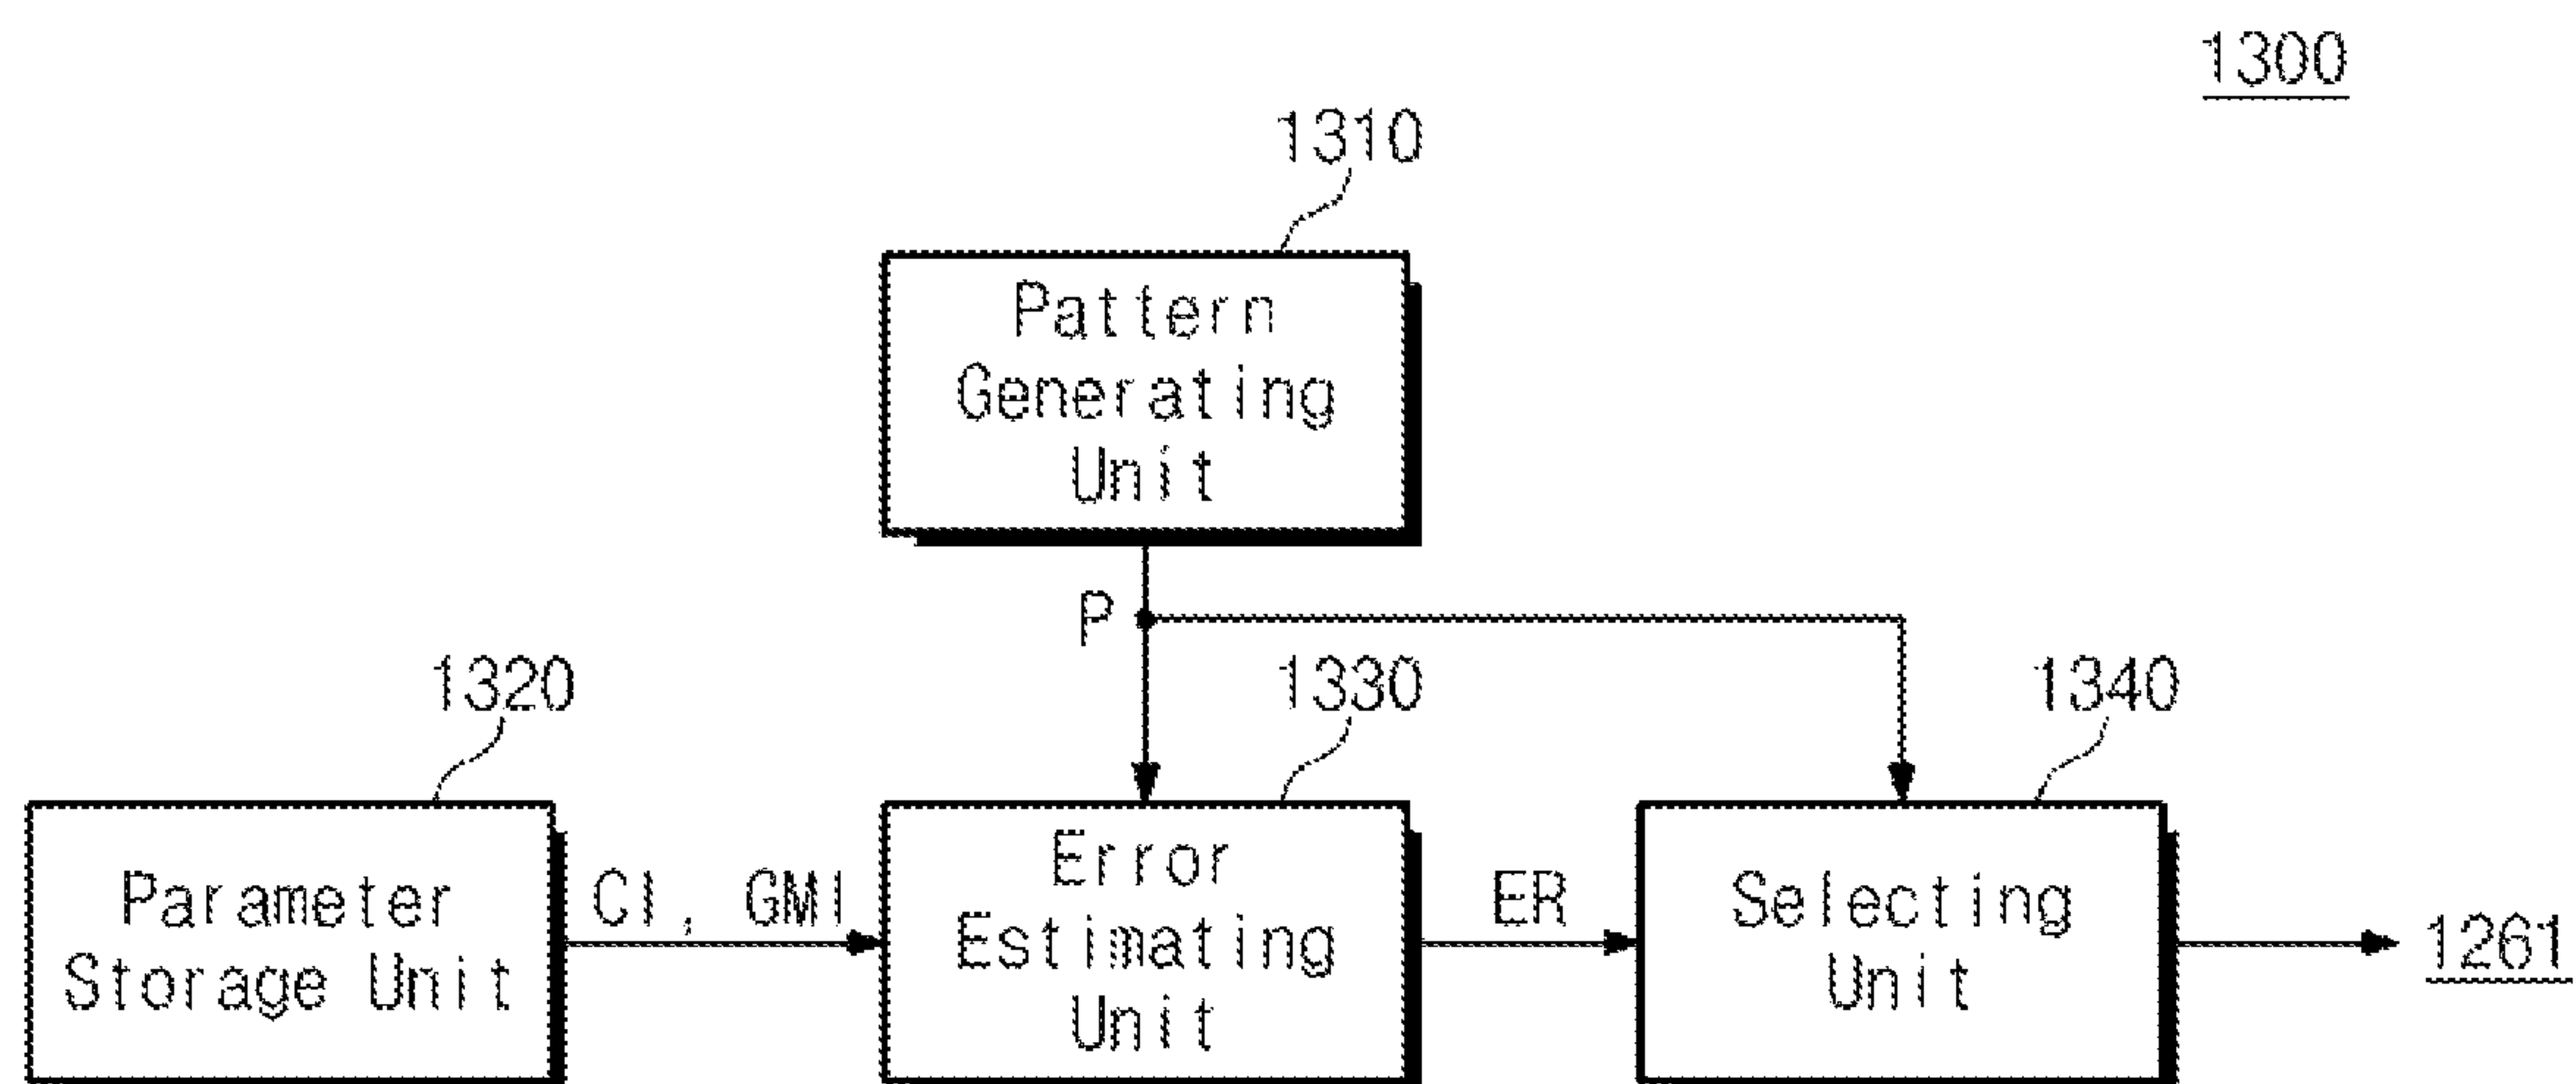 1300
1310
Pattern
Generating
Unit
P
1320
1330
1340
Parameter
Storage Unit
CI, GMI
Error
Estimating
Unit
ER
Selecting
Unit
1261